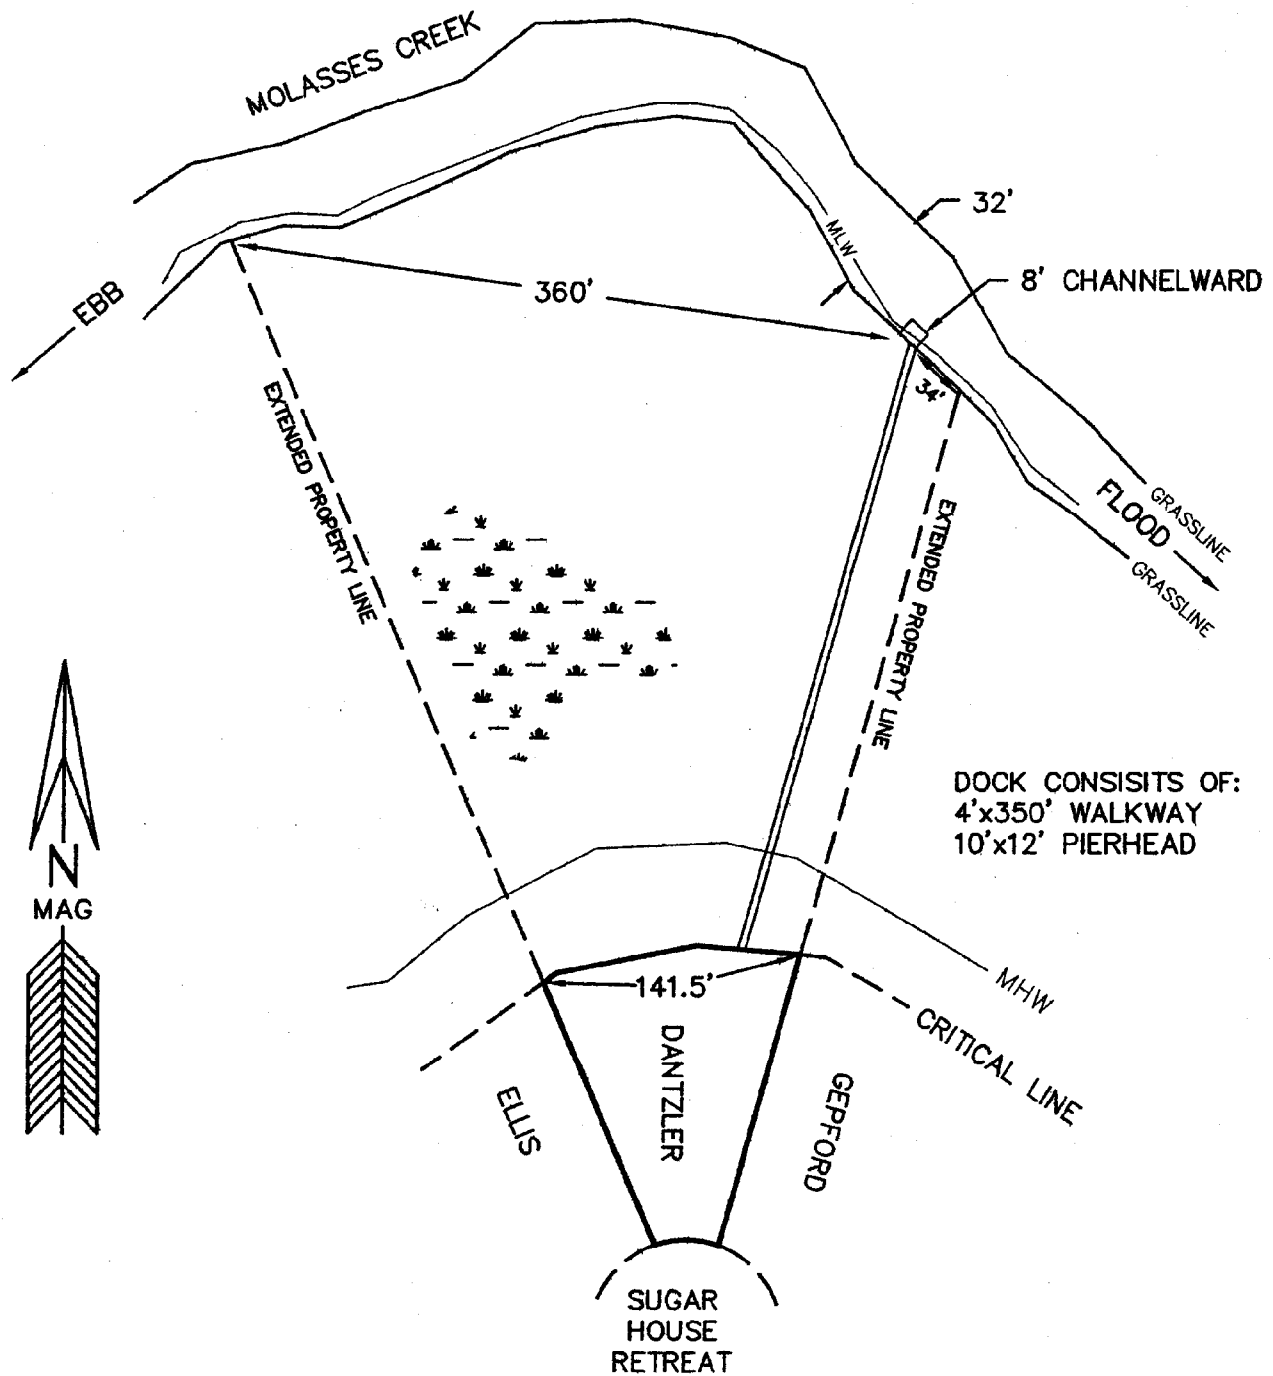 MOLASSES CREEK
32'
MLW
8' CHANNELWARD
360'
EBB
34'
EXTENDED PROPERTY LINE
EXTENDED PROPERTY LINE
FLOOD
GRASSLINE
GRASSLINE
DOCK CONSISITS OF:
4'x350' WALKWAY
10'x12' PIERHEAD
N
MAG
141.5'
MHW
CRITICAL LINE
ELLIS
DANTZLER
GEPFORD
SUGAR
HOUSE
RETREAT